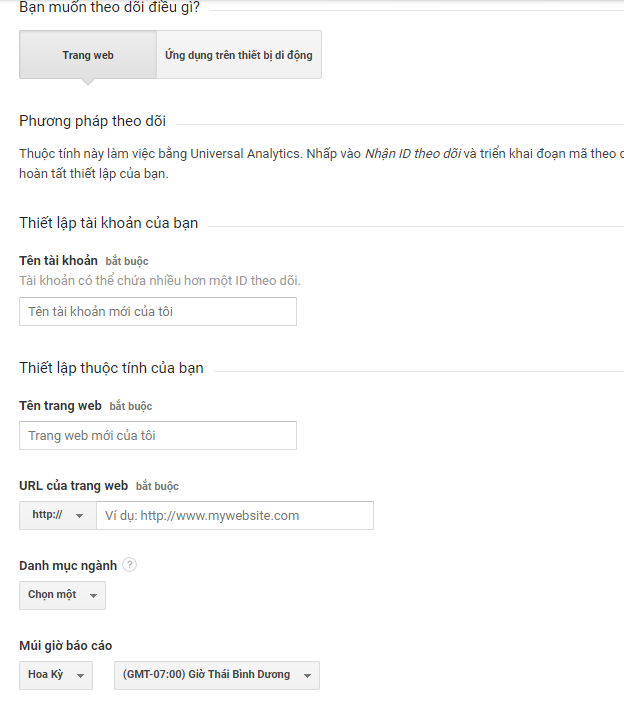 Bạn muốn theo dõi điều gì?
Trang web
Ứng dụng trên thiết bị di động
Phương pháp theo dõi
Thuộc tính này làm việc bằng Universal Analytics. Nhấp vào Nhận ID theo dõi và triển khai đoạn mã theo
hoàn tất thiết lập của bạn.
Thiết lập tài khoản của bạn
Tên tài khoản bắt buộc
Tài khoản có thể chứa nhiều hơn một ID theo dõi.
Tên tài khoản mới của tôi
Thiết lập thuộc tính của bạn
Tên trang web bắt buộc
Trang web mới của tôi
URL của trang web bắt buộc
http://
Ví dụ: http://www.mywebsite.com
Danh mục ngành ?
Chọn một
Múi giờ báo cáo
Hoa Kỳ
(GMT-07:00) Giờ Thái Bình Dương